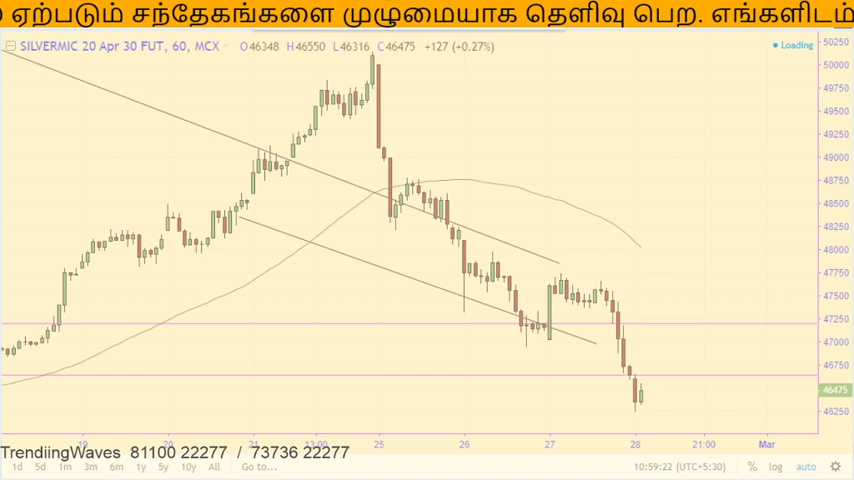 ஏற்படும் சந்தேகங்களை முழுமையாக தெளிவு பெற. எங்களிடம்
SILVERMIC 20 Apr 30 FUT, 60, MCX O46348 H46550 L46316 C46475 +127 (+0.27%)
Loading
50250
50000
49750
49500
49250
49000
48750
48500
48250
48000
47750
47500
47250
47000
46750
46475
46250
19 20 21 13:00 25 26 27 28 21:00 Mar
TrendiingWaves 81100 22277 / 73736 22277
1d 5d 1m 3m 6m 1y 5y 10y All Go to... 10:59:22 (UTC+5:30) % log auto